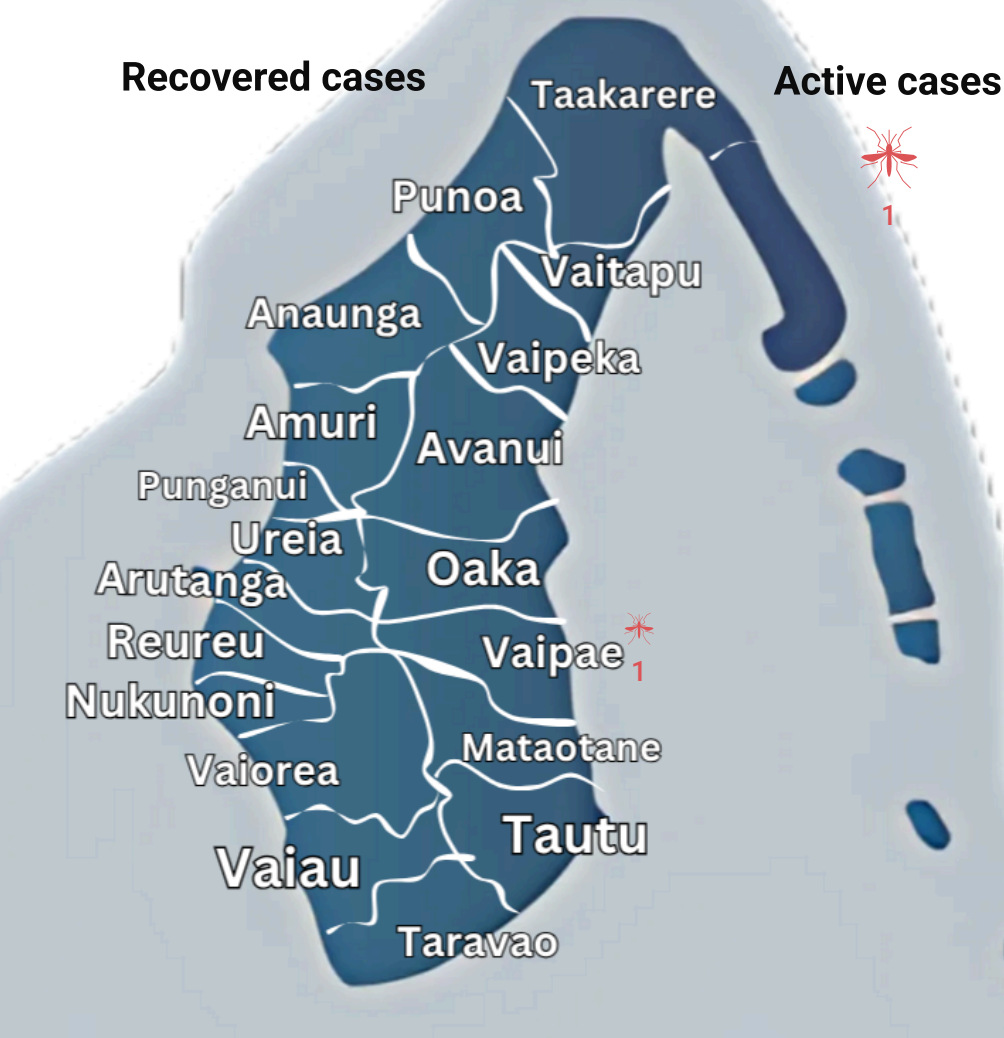 Recovered cases
Active cases
Taakarere
1
Punoa
Vaitapu
Anaunga
Vaipeka
Amuri
Avanui
Punganui
Ureia
Oaka
Arutanga
Reureu
Vaipae
1
Nukunoni
Mataotane
Vaiorea
Tautu
Vaiau
Taravao